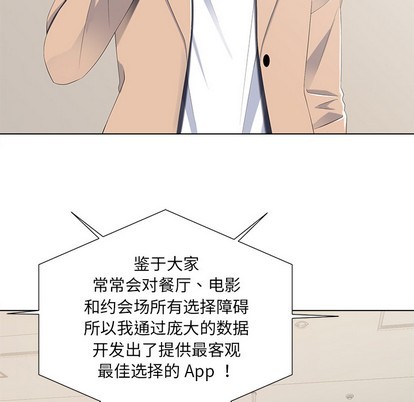 鉴于大家
常常会对餐厅、电影
和约会场所有选择障碍
所以我通过庞大的数据
开发出了提供最客观
最佳选择的 App ！